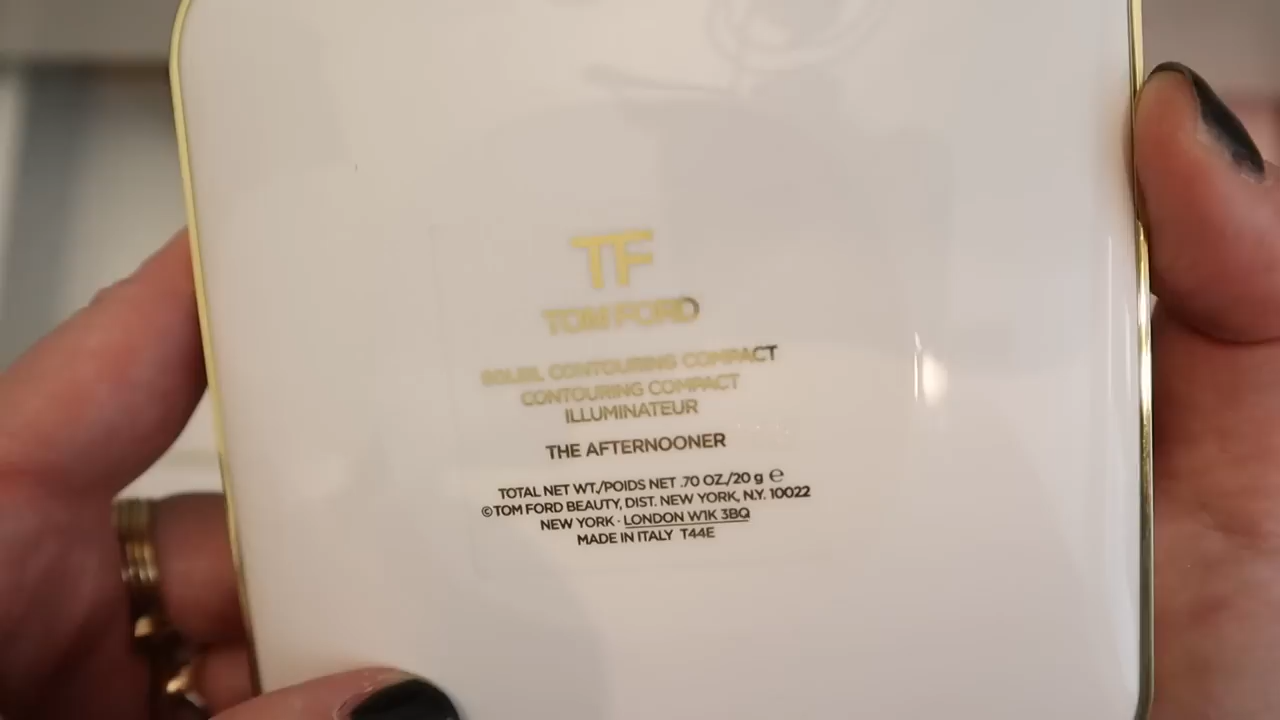 TF
TOM FORD
SOLEIL CONTOURING COMPACT
CONTOURING COMPACT
ILLUMINATEUR
THE AFTERNOONER
TOTAL NET WT./POIDS NET .70 OZ./20 g ℮
©TOM FORD BEAUTY, DIST. NEW YORK, N.Y. 10022
NEW YORK · LONDON W1K 3BQ
MADE IN ITALY T44E